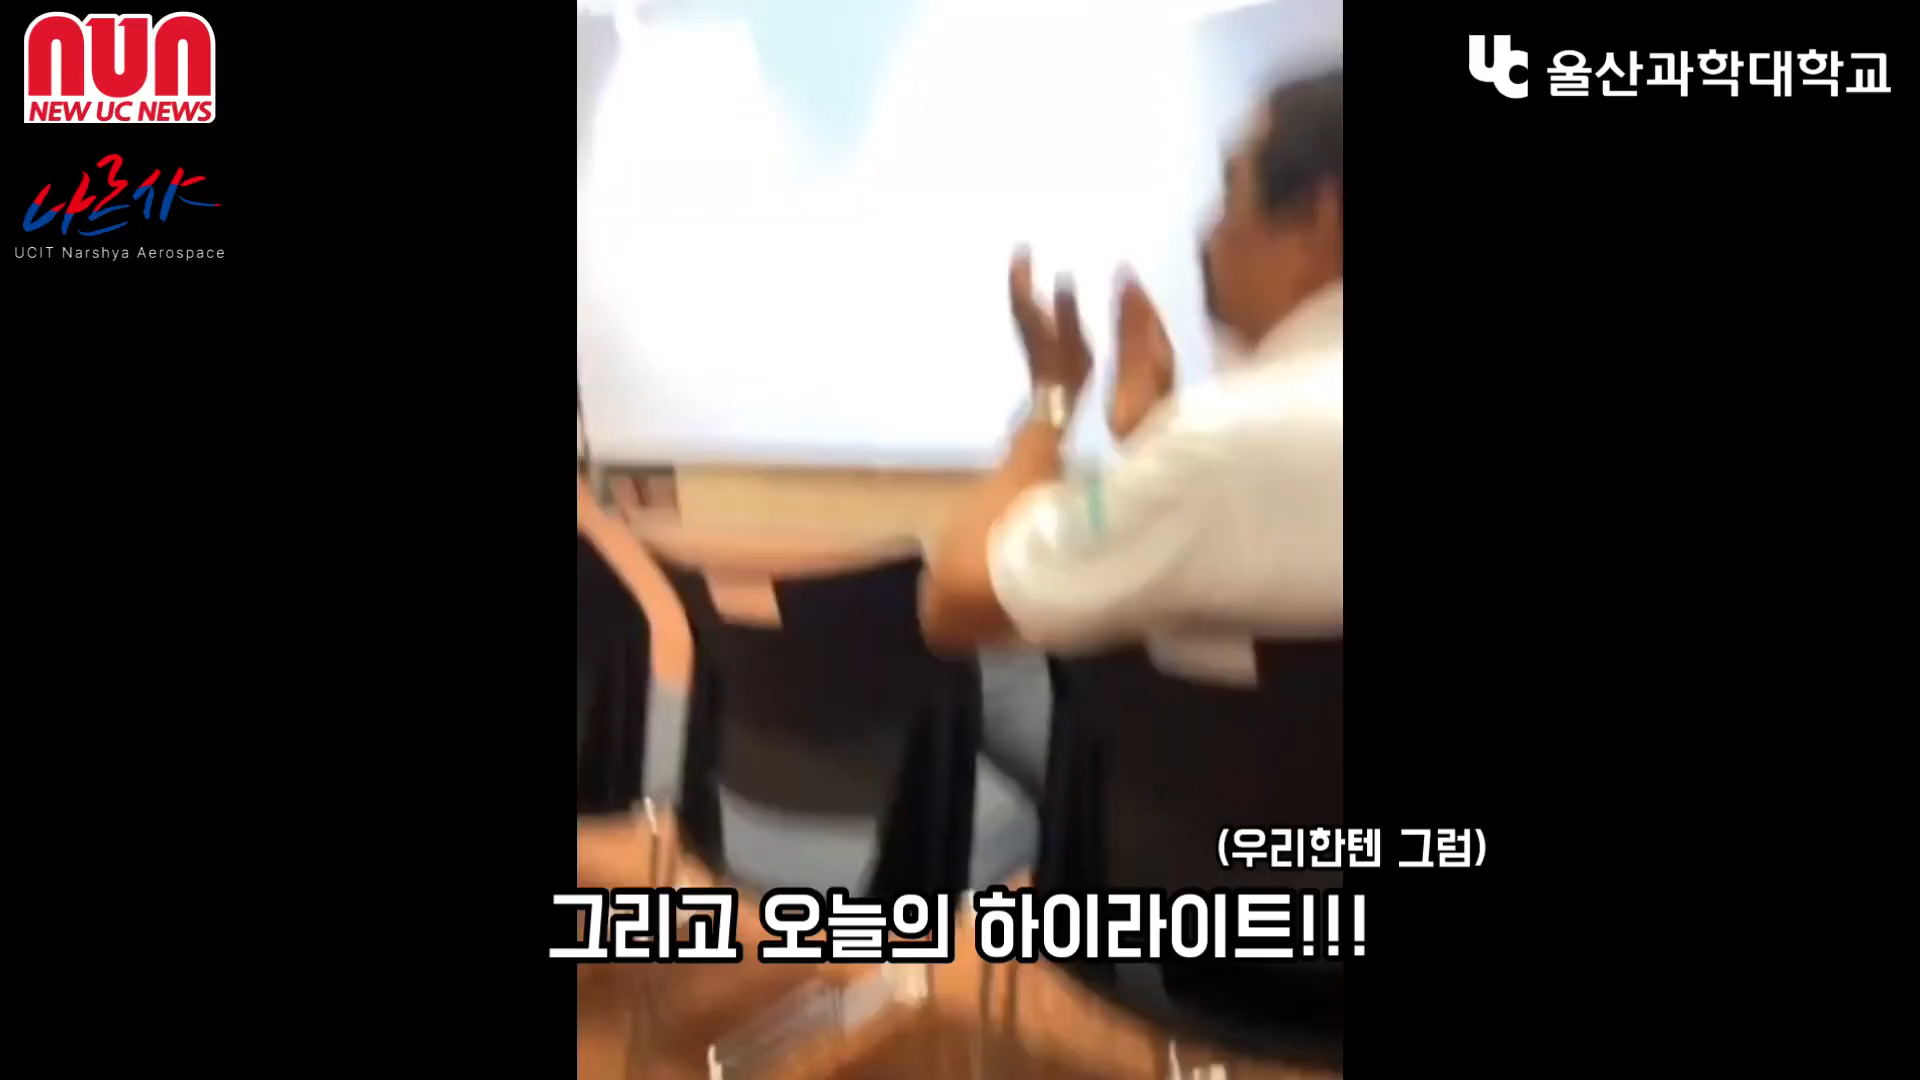 nun
NEW UC NEWS
나르샤
UCIT Narshya Aerospace
UC 울산과학대학교
(우리한텐 그럼)
그리고 오늘의 하이라이트!!!